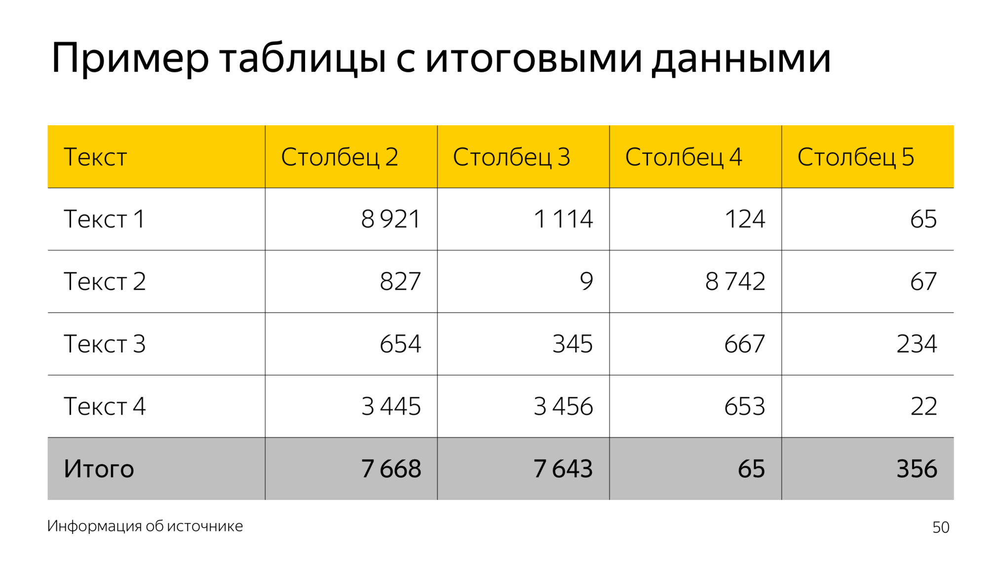 Пример таблицы с итоговыми данными
Текст Столбец 2 Столбец 3 Столбец 4 Столбец 5
Текст 1 8 921 1 114 124 65
Текст 2 827 9 8 742 67
Текст 3 654 345 667 234
Текст 4 3 445 3 456 653 22
Итого 7 668 7 643 65 356
Информация об источнике 50